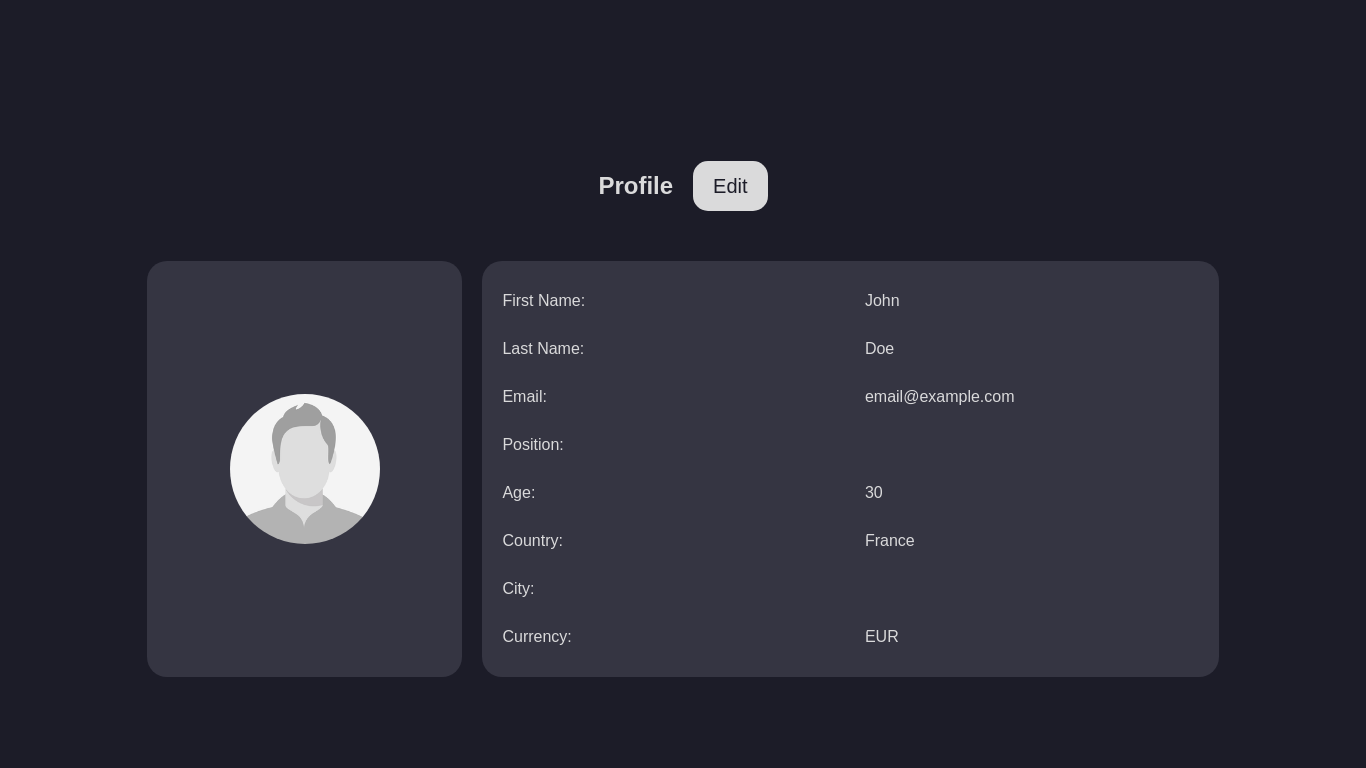 Profile Edit
First Name: John
Last Name: Doe
Email: email@example.com
Position:
Age: 30
Country: France
City:
Currency: EUR